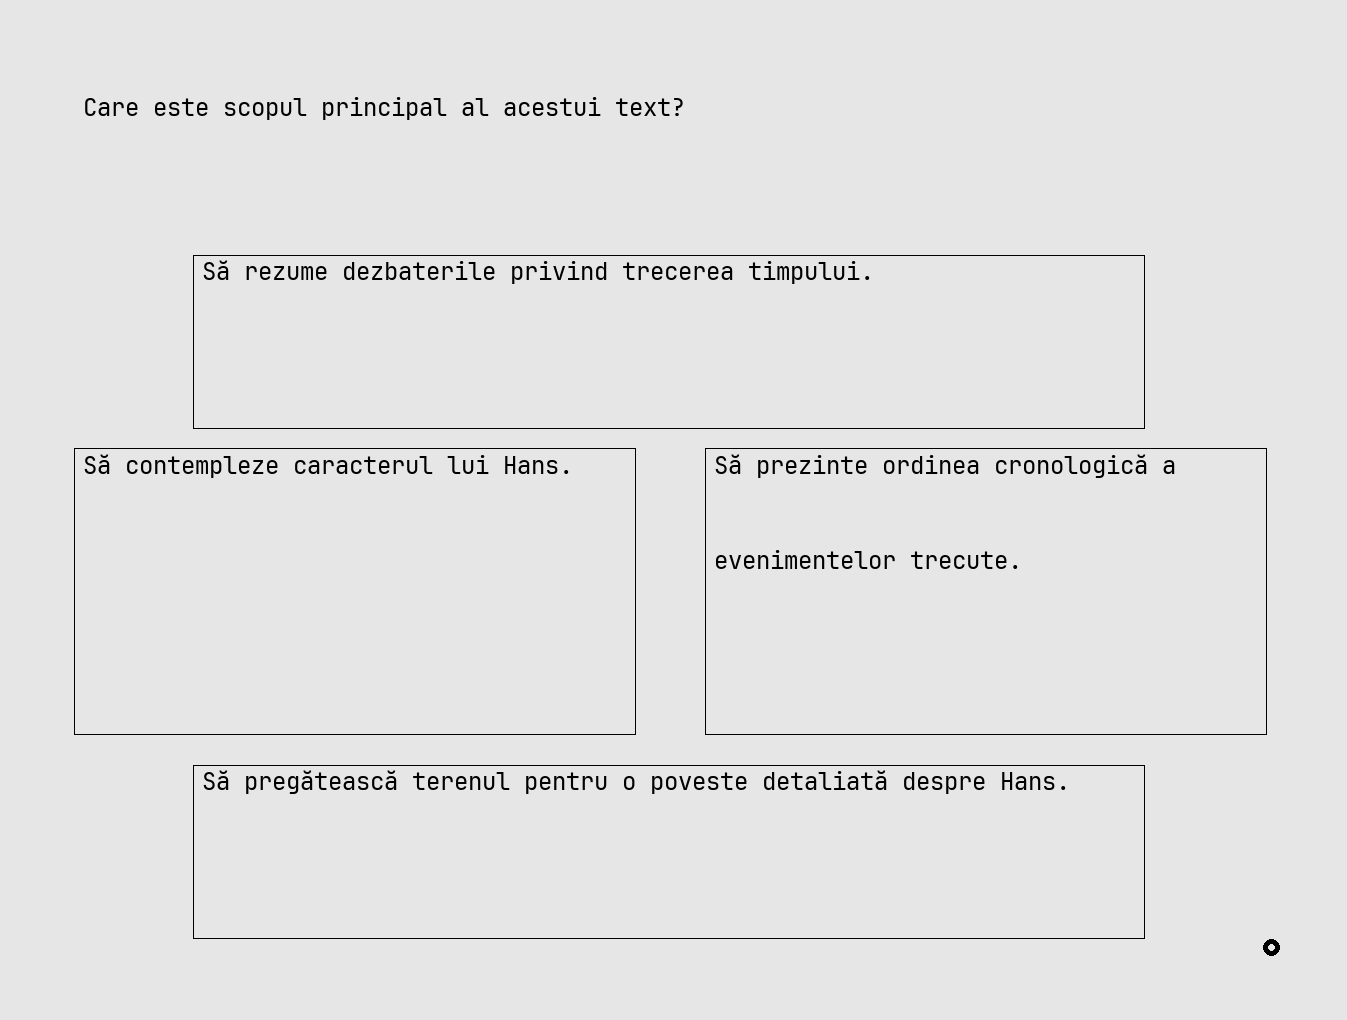 Care este scopul principal al acestui text?
Să rezume dezbaterile privind trecerea timpului.
Să contempleze caracterul lui Hans.
Să prezinte ordinea cronologică a
evenimentelor trecute.
Să pregătească terenul pentru o poveste detaliată despre Hans.